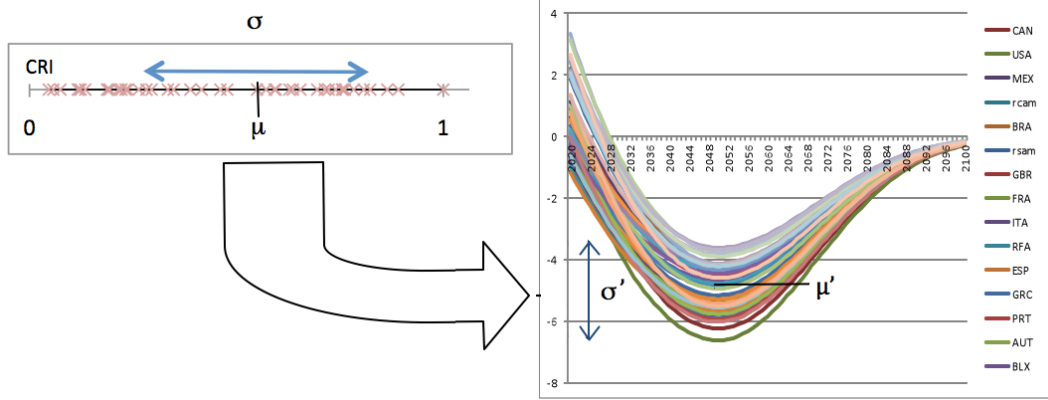 σ
CRI
0
μ
1
4
2
0
-2
-4
-6
-8
2020
2024
2028
2032
2036
2040
2044
2048
2052
2056
2060
2064
2068
2072
2076
2080
2084
2088
2092
2096
2100
σ’
μ’
CAN
USA
MEX
rcam
BRA
rsam
GBR
FRA
ITA
RFA
ESP
GRC
PRT
AUT
BLX